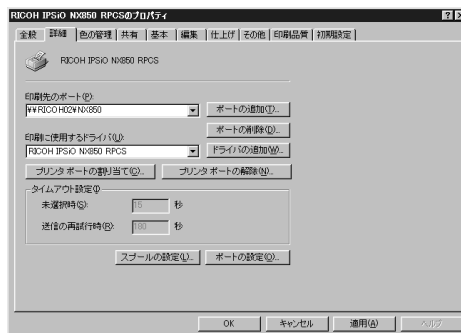 RICOH IPSiO NX850 RPCSのプロパティ
全般 詳細 色の管理 共有 基本 編集 仕上げ その他 印刷品質 初期設定
RICOH IPSiO NX850 RPCS
印刷先のポート(P):
¥¥RICOH02¥NX850
ポートの追加(T)...
ポートの削除(D)...
印刷に使用するドライバ(U):
RICOH IPSiO NX850 RPCS
ドライバの追加(W)...
プリンタ ポートの割り当て(C)... プリンタ ポートの解除(N)...
タイムアウト設定
未選択時(S): 15 秒
送信の再試行時(R): 180 秒
スプールの設定(L)... ポートの設定(O)...
OK キャンセル 適用(A) ヘルプ